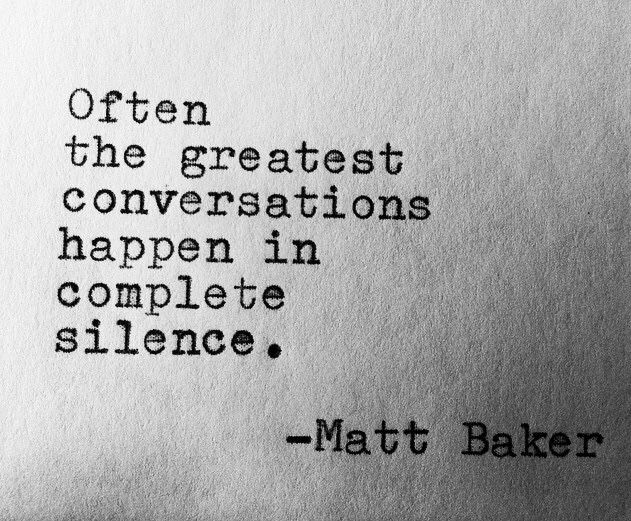 Often
the greatest
conversations
happen in
complete
silence.
-Matt Baker